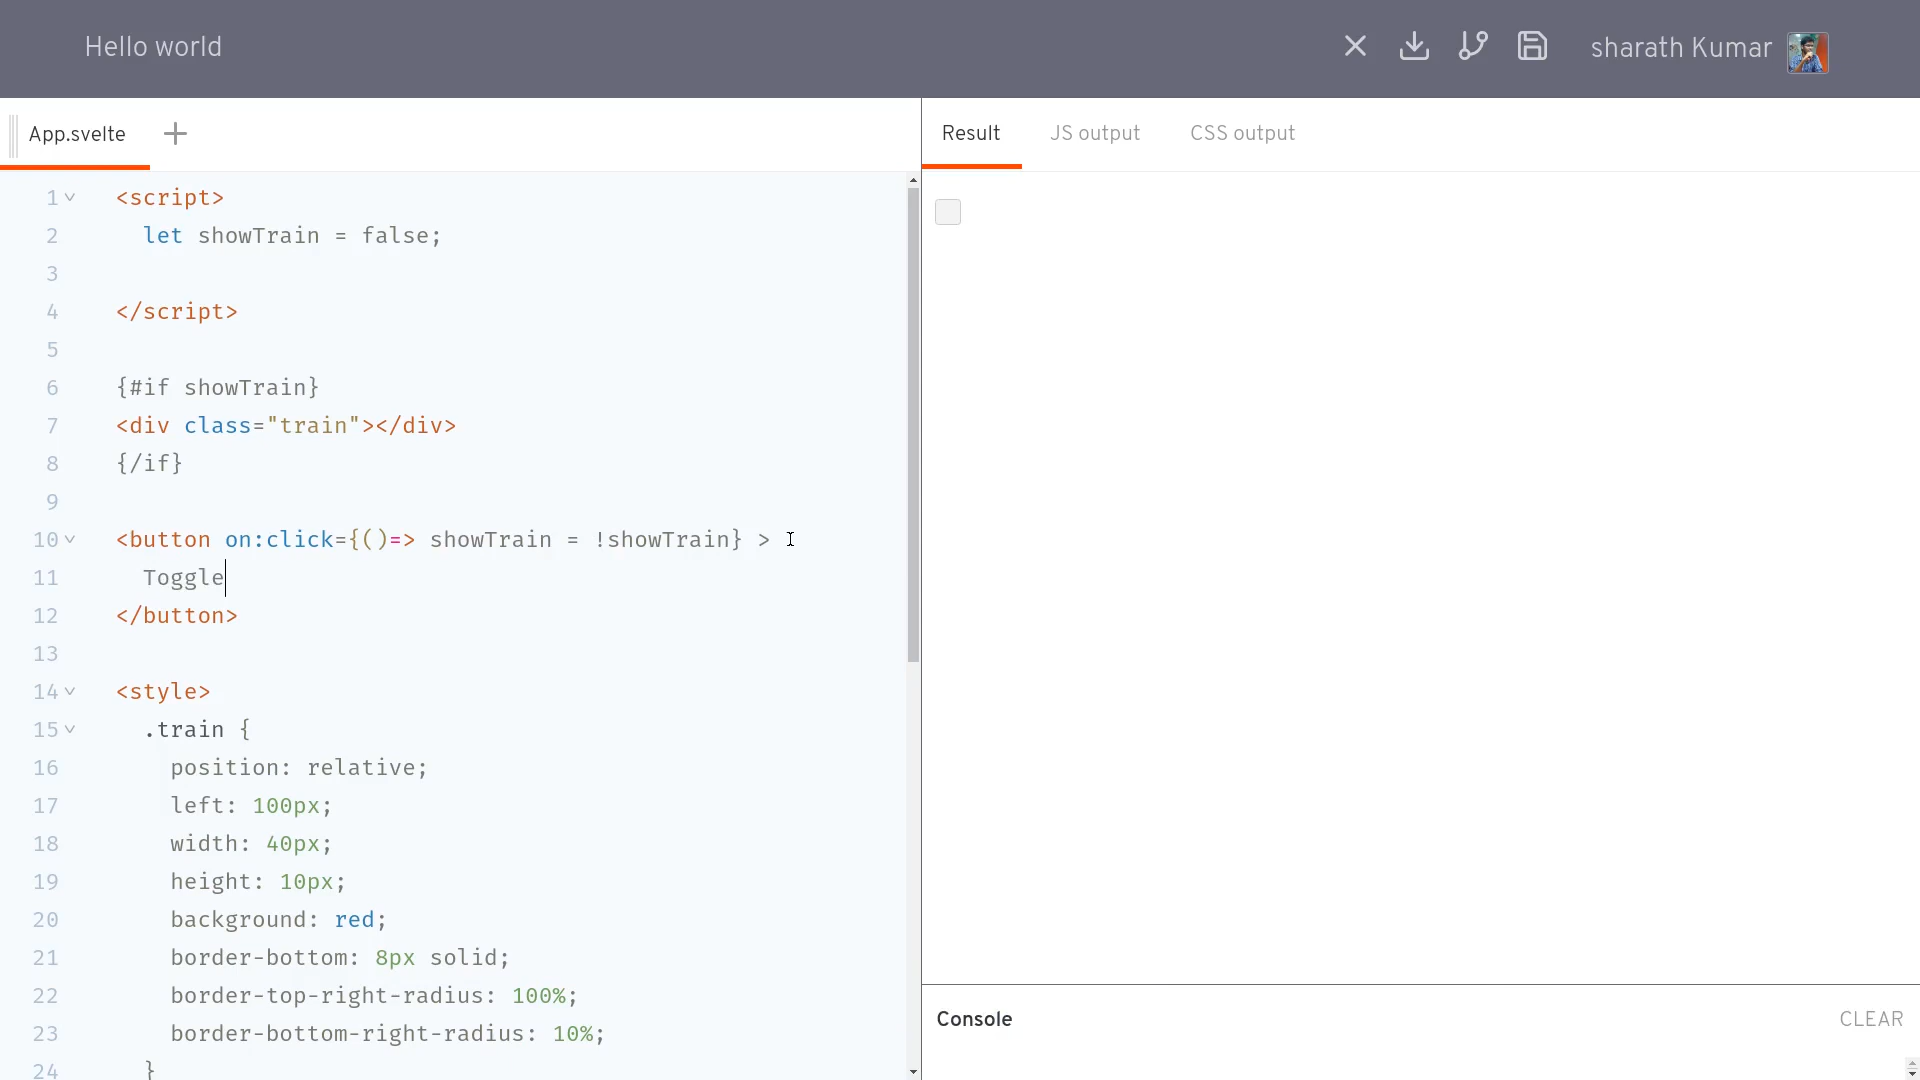 Hello world
sharath Kumar
App.svelte
Result JS output CSS output
1 <script>
2 let showTrain = false;
3
4 </script>
5
6 {#if showTrain}
7 <div class="train"></div>
8 {/if}
9
10 <button on:click={()=> showTrain = !showTrain} >
11 Toggle
12 </button>
13
14 <style>
15 .train {
16 position: relative;
17 left: 100px;
18 width: 40px;
19 height: 10px;
20 background: red;
21 border-bottom: 8px solid;
22 border-top-right-radius: 100%;
23 border-bottom-right-radius: 10%;
24 }
Console
CLEAR